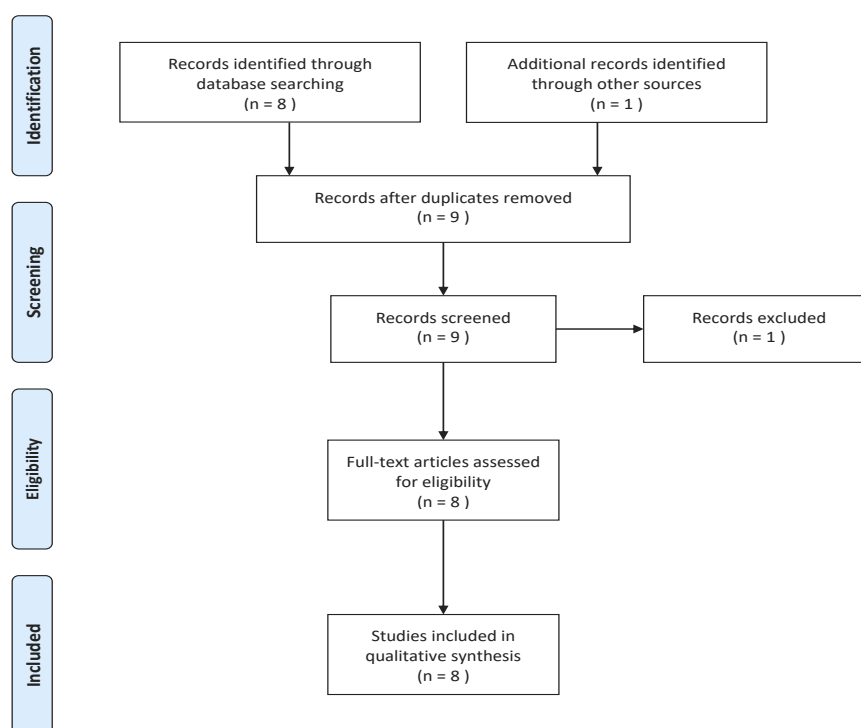 Identification
Records identified through
database searching
(n = 8 )
Additional records identified
through other sources
(n = 1 )
Records after duplicates removed
(n = 9 )
Screening
Records screened
(n = 9 )
Records excluded
(n = 1 )
Eligibility
Full-text articles assessed
for eligibility
(n = 8 )
Included
Studies included in
qualitative synthesis
(n = 8 )